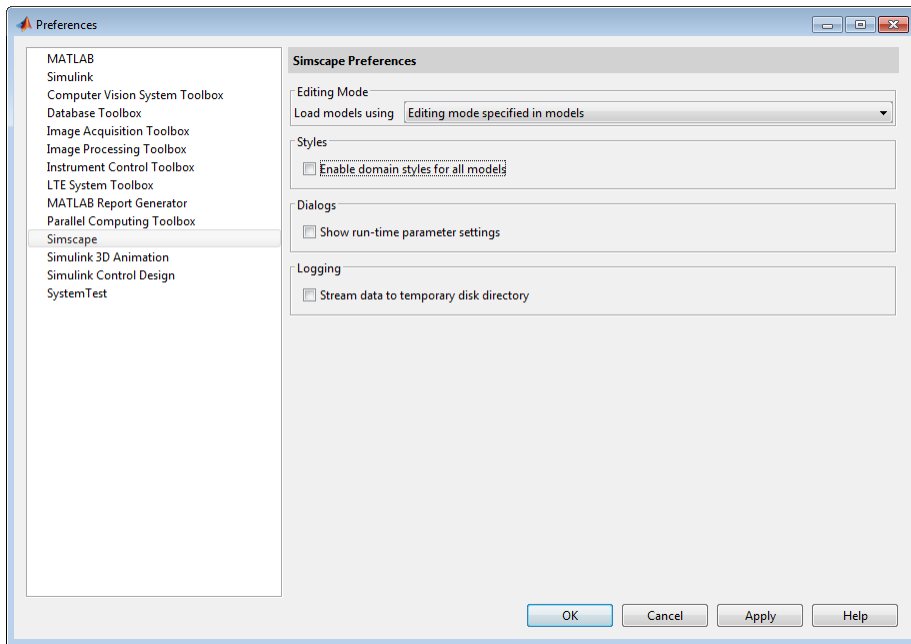 Preferences
MATLAB
Simulink
Computer Vision System Toolbox
Database Toolbox
Image Acquisition Toolbox
Image Processing Toolbox
Instrument Control Toolbox
LTE System Toolbox
MATLAB Report Generator
Parallel Computing Toolbox
Simscape
Simulink 3D Animation
Simulink Control Design
SystemTest
Simscape Preferences
Editing Mode
Load models using Editing mode specified in models
Styles
Enable domain styles for all models
Dialogs
Show run-time parameter settings
Logging
Stream data to temporary disk directory
OK Cancel Apply Help